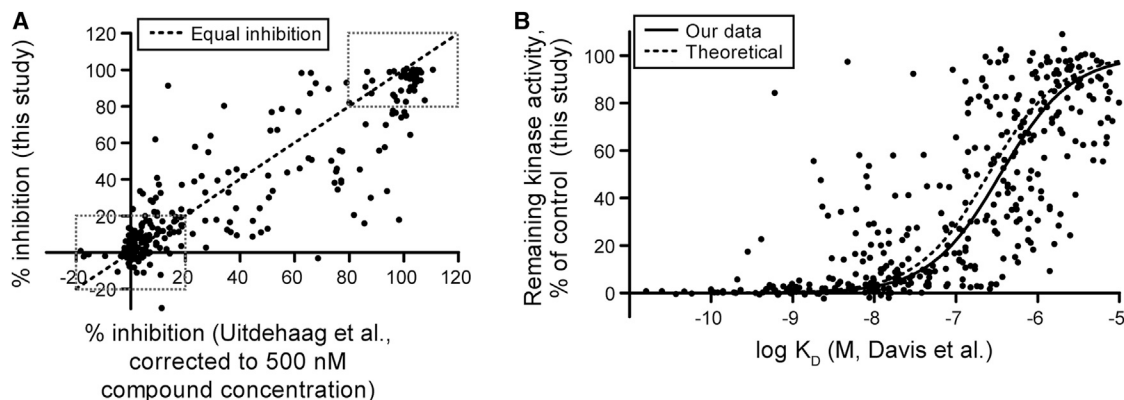 A
Equal inhibition
% inhibition (this study)
120
100
80
60
40
20
-20
-20
20
40
60
80
100
120
% inhibition (Uitdehaag et al.,
corrected to 500 nM
compound concentration)
B
Our data
Theoretical
Remaining kinase activity,
% of control (this study)
100
80
60
40
20
0
-10
-9
-8
-7
-6
-5
log KD (M, Davis et al.)